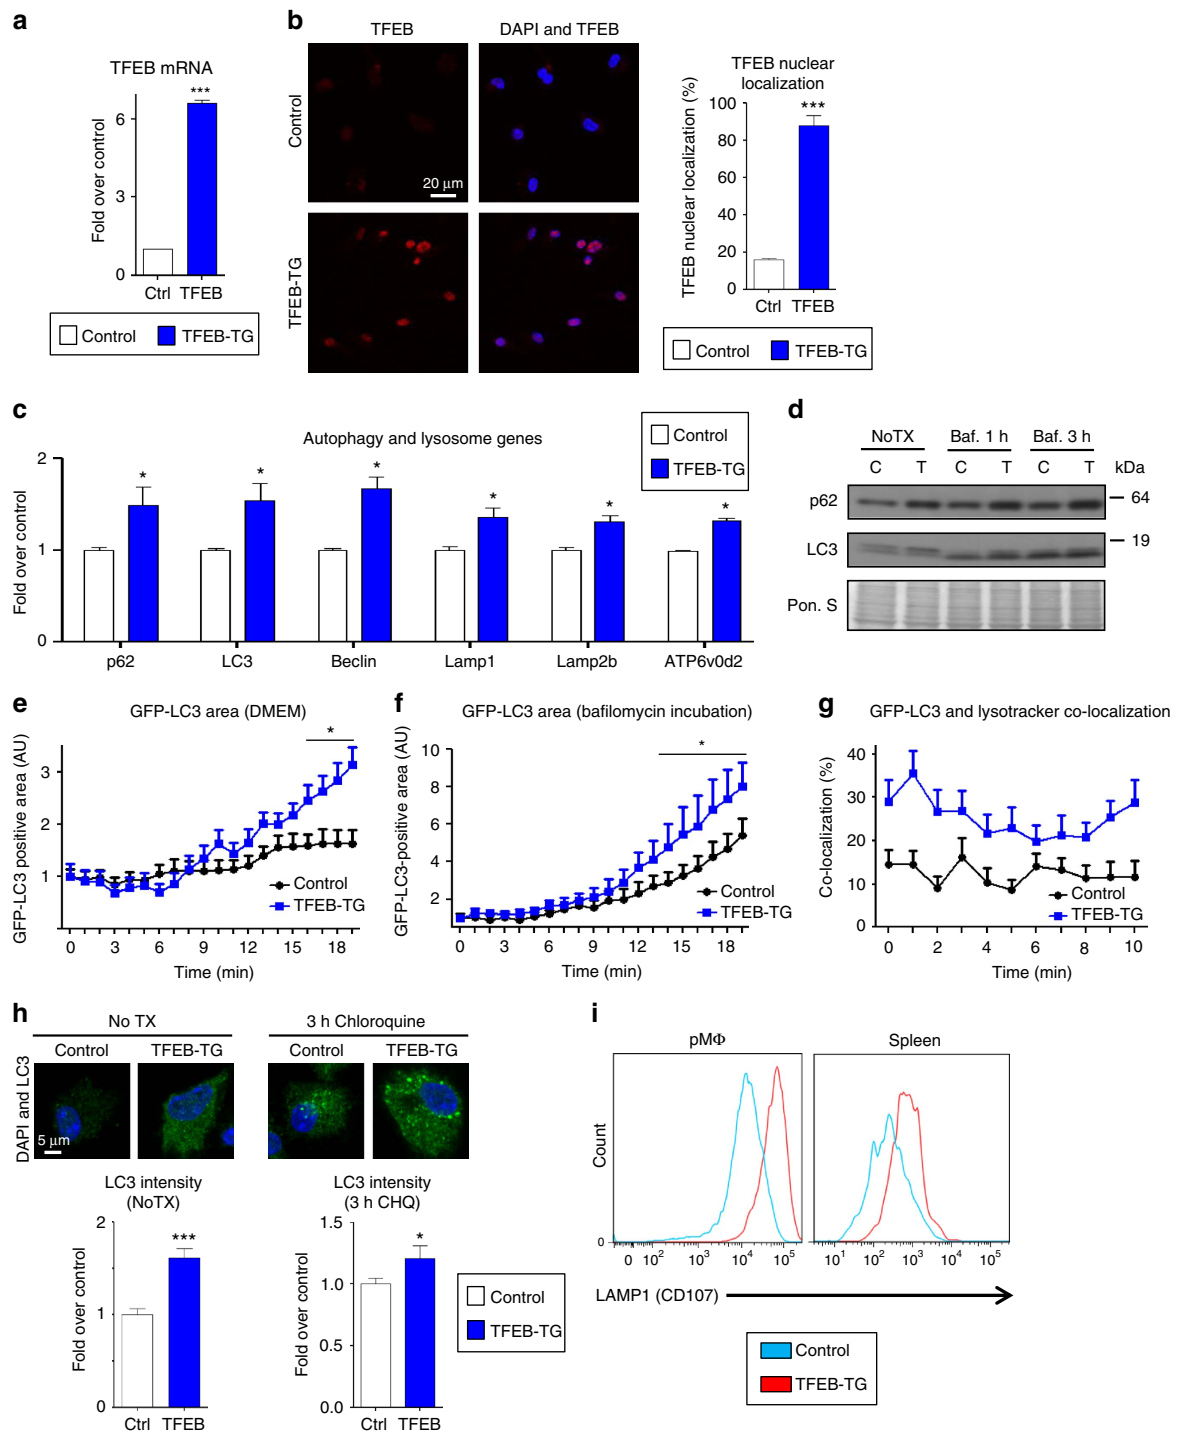 a
TFEB mRNA
***
Fold over control
6
3
0
Ctrl TFEB
Control TFEB-TG
b
TFEB DAPI and TFEB
Control
20 µm
TFEB-TG
TFEB nuclear
localization
***
TFEB nuclear localization (%)
100
80
60
40
20
0
Ctrl TFEB
Control TFEB-TG
c
Autophagy and lysosome genes
Control
TFEB-TG
Fold over control
2
1
0
* * * * * *
p62 LC3 Beclin Lamp1 Lamp2b ATP6v0d2
d
NoTX Baf. 1 h Baf. 3 h
C T C T C T kDa
p62 64
LC3 19
Pon. S
e
GFP-LC3 area (DMEM)
*
GFP-LC3 positive area (AU)
3
2
1
Control
TFEB-TG
0 3 6 9 12 15 18
Time (min)
f
GFP-LC3 area (bafilomycin incubation)
*
GFP-LC3-positive area (AU)
10
8
6
4
2
Control
TFEB-TG
0 3 6 9 12 15 18
Time (min)
g
GFP-LC3 and lysotracker co-localization
Co-localization (%)
40
30
20
10
0
Control
TFEB-TG
0 2 4 6 8 10
Time (min)
h
No TX 3 h Chloroquine
Control TFEB-TG Control TFEB-TG
DAPI and LC3
5 µm
LC3 intensity
(NoTX)
***
Fold over control
2
1
0
Ctrl TFEB
LC3 intensity
(3 h CHQ)
*
Fold over control
1.5
1.0
0.5
0.0
Ctrl TFEB
Control
TFEB-TG
i
pMΦ Spleen
Count
0
0 10² 10³ 10⁴ 10⁵
10¹ 10² 10³ 10⁴ 10⁵
LAMP1 (CD107)
Control
TFEB-TG